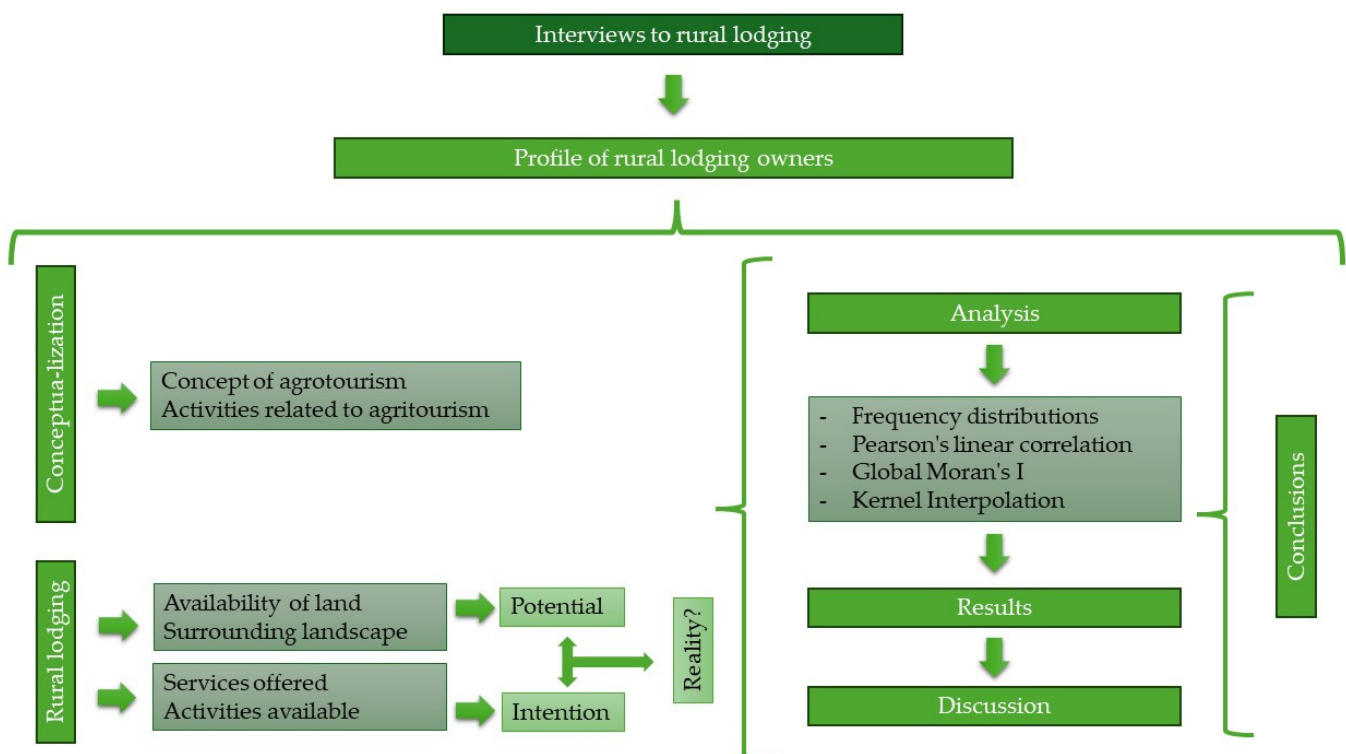 Interviews to rural lodging
Profile of rural lodging owners
Conceptua-lization
Concept of agrotourism
Activities related to agritourism
Rural lodging
Availability of land
Surrounding landscape
Potential
Services offered
Activities available
Intention
Reality?
Analysis
- Frequency distributions
- Pearson's linear correlation
- Global Moran's I
- Kernel Interpolation
Results
Discussion
Conclusions